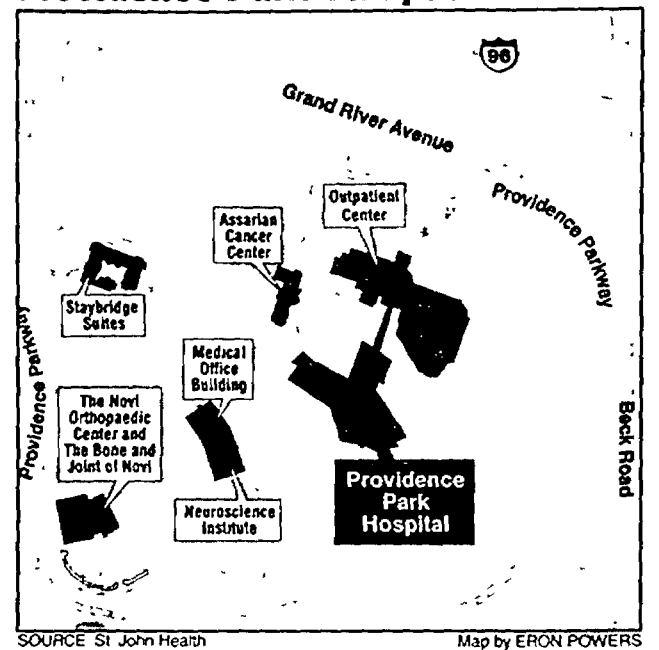 96
Grand River Avenue
Providence Parkway
Outpatient
Center
Assarian
Cancer
Center
Staybridge
Suites
Providence Parkway
Medical
Office
Building
The Novi
Orthopaedic
Center and
The Bone and
Joint of Novi
Beck Road
Neuroscience
Institute
Providence
Park
Hospital
SOURCE St John Health
Map by ERON POWERS